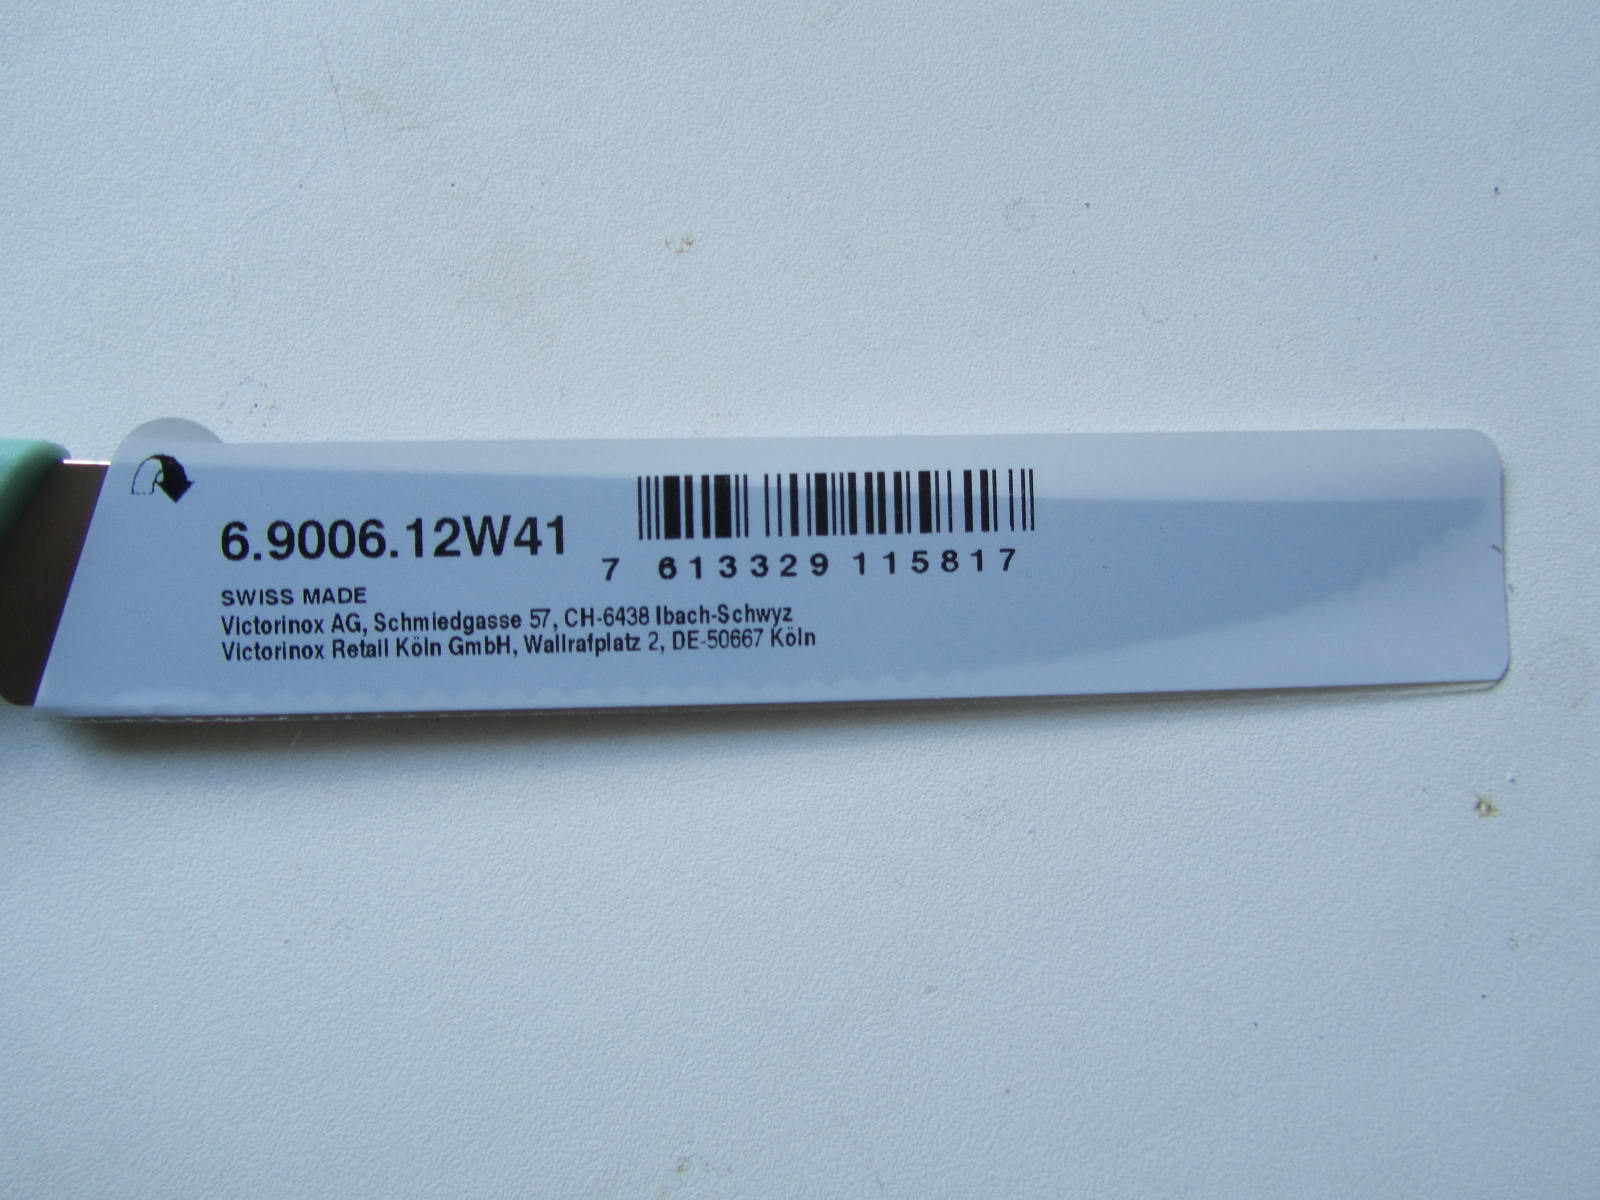 6.9006.12W41
7 613329 115817
SWISS MADE
Victorinox AG, Schmiedgasse 57, CH-6438 Ibach-Schwyz
Victorinox Retail Köln GmbH, Wallrafplatz 2, DE-50667 Köln